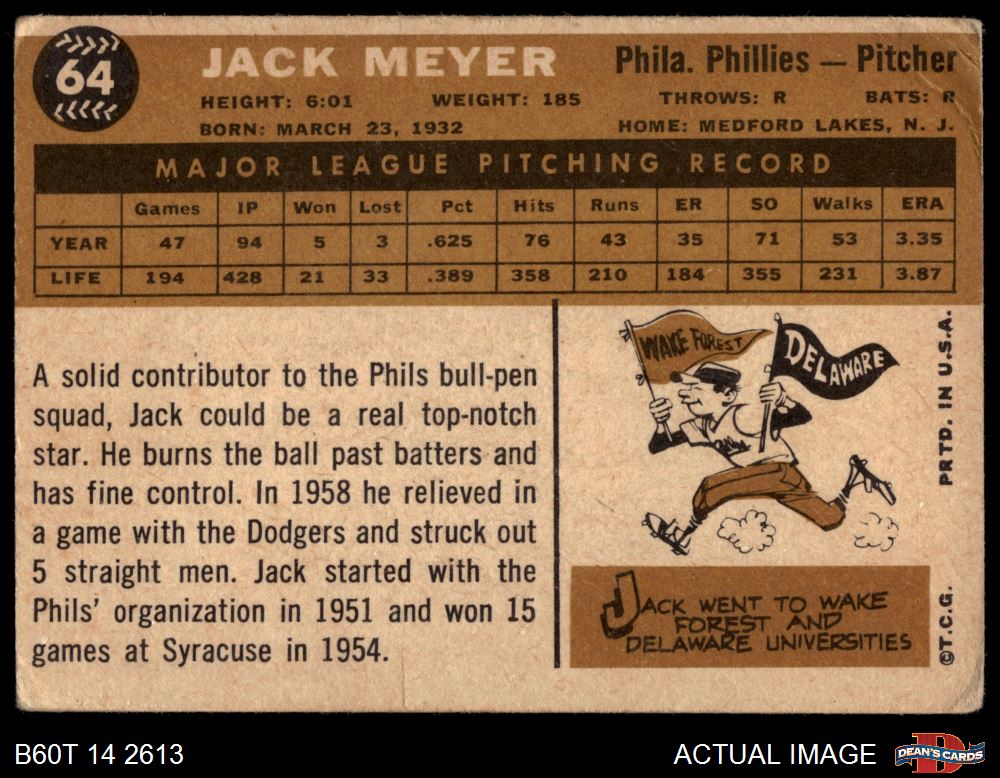 64
JACK MEYER
Phila. Phillies — Pitcher
HEIGHT: 6:01 WEIGHT: 185 THROWS: R BATS: R
BORN: MARCH 23, 1932 HOME: MEDFORD LAKES, N. J.
MAJOR LEAGUE PITCHING RECORD
Games IP Won Lost Pct Hits Runs ER SO Walks ERA
YEAR 47 94 5 3 .625 76 43 35 71 53 3.35
LIFE 194 428 21 33 .389 358 210 184 355 231 3.87
A solid contributor to the Phils bull-pen
squad, Jack could be a real top-notch
star. He burns the ball past batters and
has fine control. In 1958 he relieved in
a game with the Dodgers and struck out
5 straight men. Jack started with the
Phils' organization in 1951 and won 15
games at Syracuse in 1954.
WAKE FOREST
DELAWARE
JACK WENT TO WAKE
FOREST AND
DELAWARE UNIVERSITIES
PRTD. IN U.S.A.
©T.C.G.
B60T 14 2613
ACTUAL IMAGE
DEAN'S CARDS